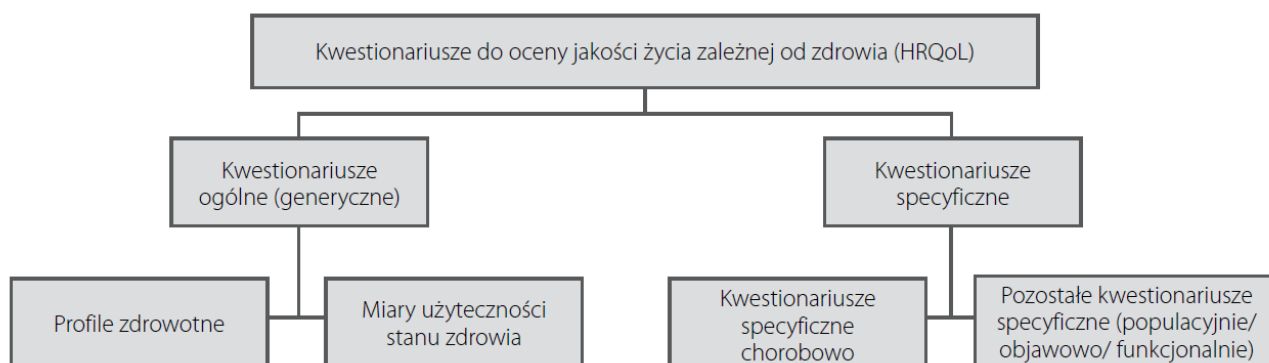 Kwestionariusze do oceny jakości życia zależnej od zdrowia (HRQoL)
Kwestionariusze
ogólne (generyczne)
Kwestionariusze
specyficzne
Profile zdrowotne
Miary użyteczności
stanu zdrowia
Kwestionariusze
specyficzne
chorobowo
Pozostałe kwestionariusze
specyficzne (populacyjnie/
objawowo/ funkcjonalnie)